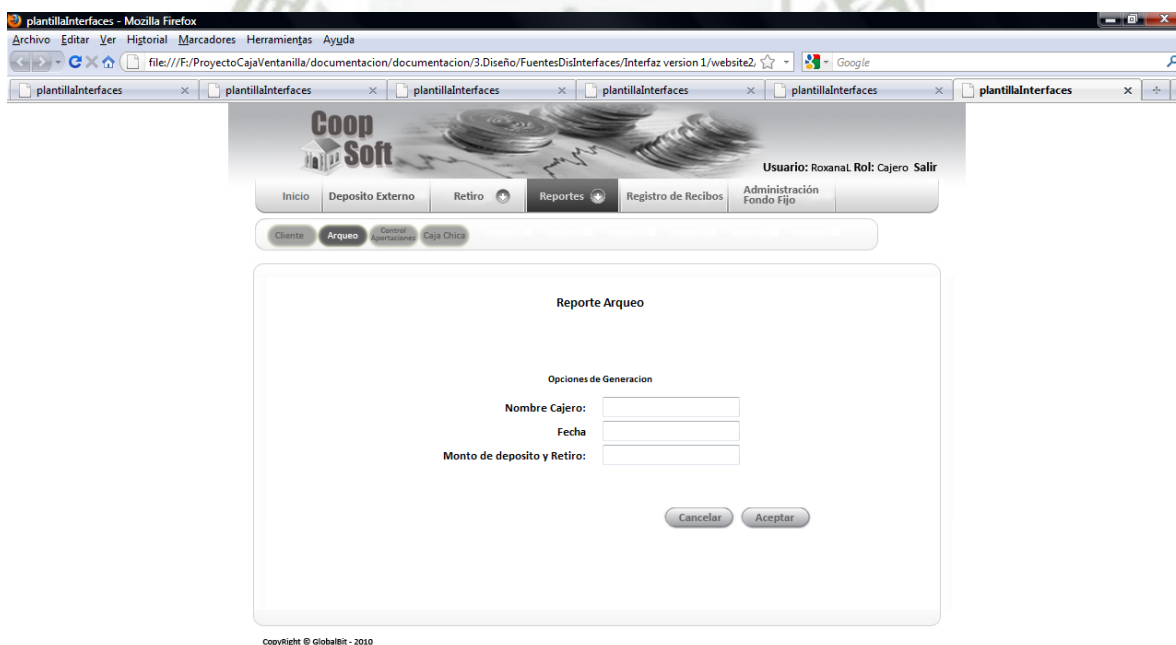 plantillaInterfaces - Mozilla Firefox
Archivo Editar Ver Historial Marcadores Herramientas Ayuda
file:///F:/ProyectoCajaVentanilla/documentacion/documentacion/3.Diseño/FuentesDisInterfaces/Interfaz version 1/website2/ Google
plantillaInterfaces plantillaInterfaces plantillaInterfaces plantillaInterfaces plantillaInterfaces plantillaInterfaces
Coop
Soft
Usuario: RoxanaL Rol: Cajero Salir
Inicio Deposito Externo Retiro Reportes Registro de Recibos Administración Fondo Fijo
Cliente Arqueo Control Aportaciones Caja Chica
Reporte Arqueo
Opciones de Generacion
Nombre Cajero:
Fecha
Monto de deposito y Retiro:
Cancelar Aceptar
CopyRight © GlobalBit - 2010